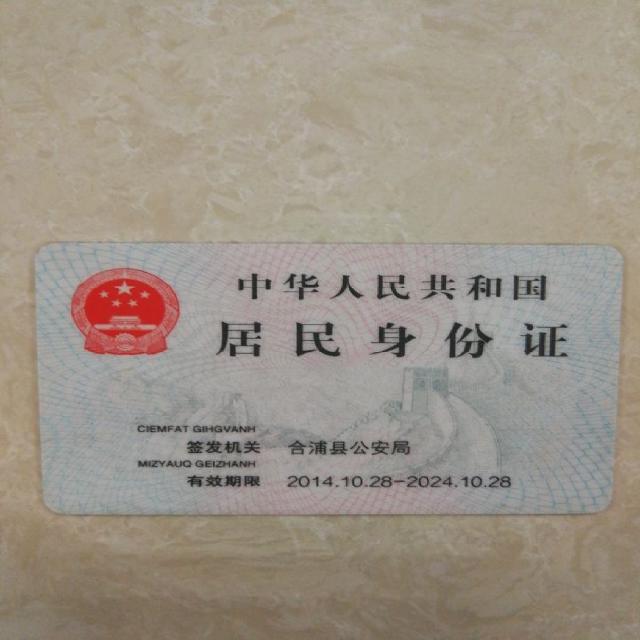 中华人民共和国
居民身份证
CIEMFAT GIHGVANH
签发机关 合浦县公安局
MIZYAUQ GEIZHANH
有效期限 2014.10.28-2024.10.28